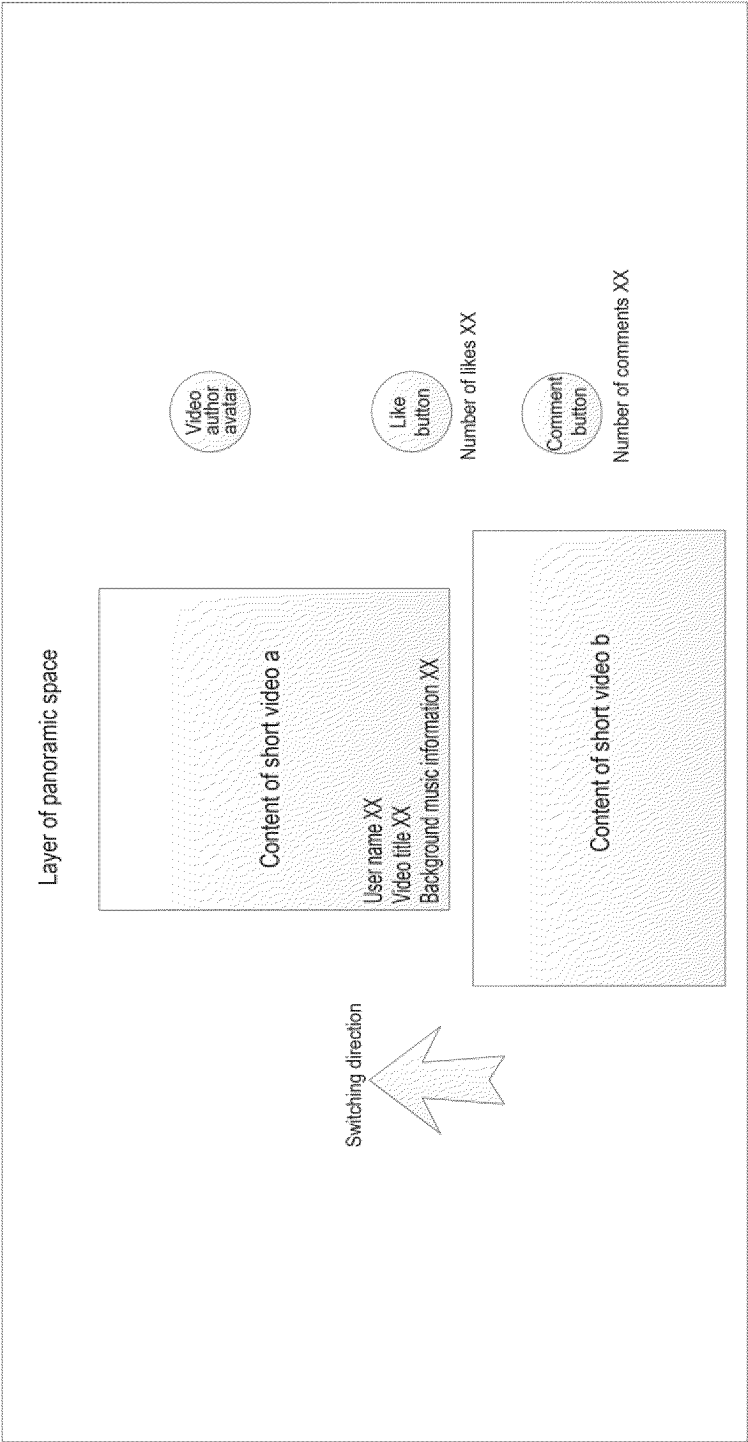 Layer of panoramic space
Content of short video a
User name XX
Video title XX
Background music information XX
Switching direction
Content of short video b
Video
author
avatar
Like
button
Number of likes XX
Comment
button
Number of comments XX